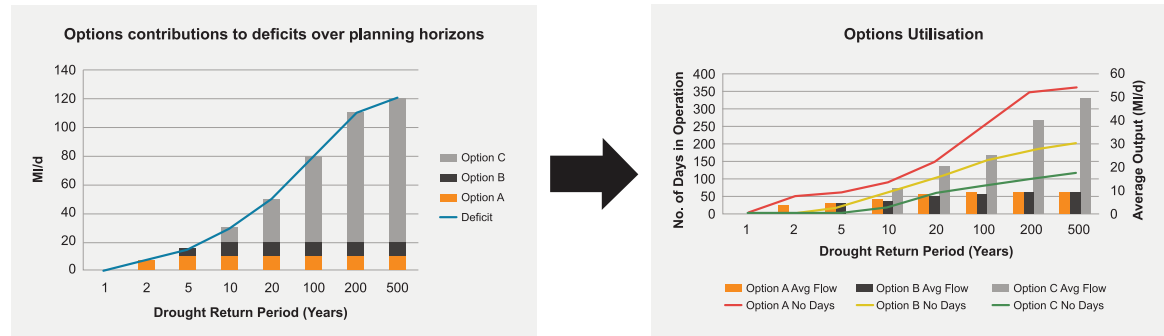 Options contributions to deficits over planning horizons
Ml/d
140
120
100
80
60
40
20
0
1 2 5 10 20 100 200 500
Drought Return Period (Years)
Option C
Option B
Option A
Deficit
Options Utilisation
No. of Days in Operation
400
350
300
250
200
150
100
50
0
60
50
40
30
20
10
0
Average Output (Ml/d)
1 2 5 10 20 100 200 500
Drought Return Period (Years)
Option A Avg Flow Option B Avg Flow Option C Avg Flow
Option A No Days Option B No Days Option C No Days